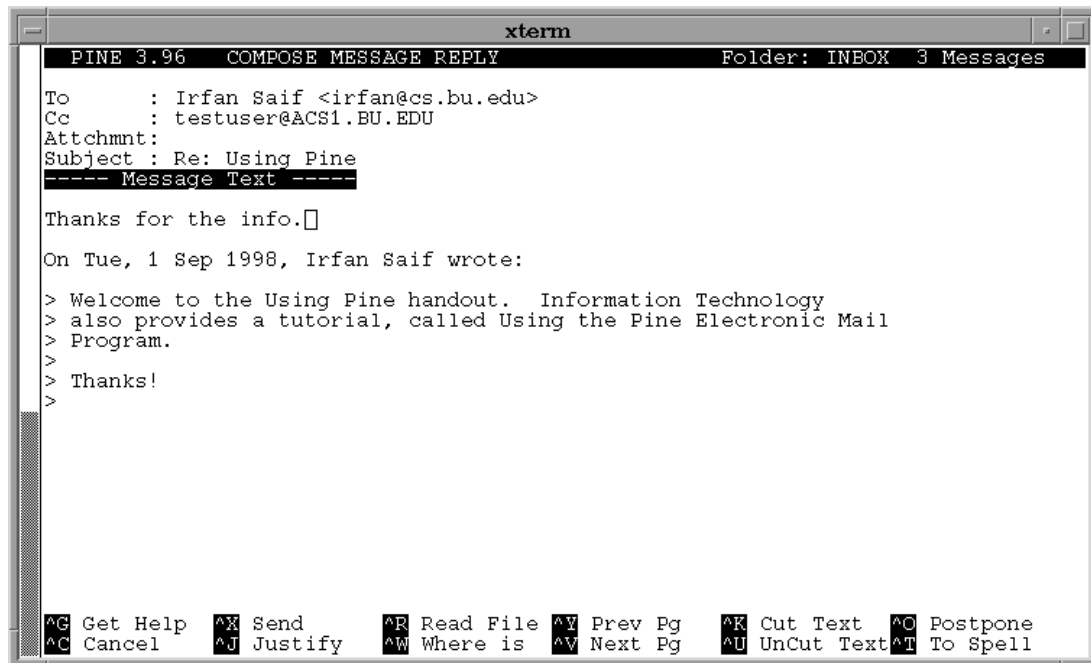 xterm
PINE 3.96   COMPOSE MESSAGE REPLY   Folder: INBOX  3 Messages
To      : Irfan Saif <irfan@cs.bu.edu>
Cc      : testuser@ACS1.BU.EDU
Attchmnt:
Subject : Re: Using Pine
----- Message Text -----
Thanks for the info.
On Tue, 1 Sep 1998, Irfan Saif wrote:
> Welcome to the Using Pine handout.  Information Technology
> also provides a tutorial, called Using the Pine Electronic Mail
> Program.
>
> Thanks!
>
^G Get Help  ^X Send     ^R Read File ^Y Prev Pg   ^K Cut Text  ^O Postpone
^C Cancel    ^J Justify  ^W Where is  ^V Next Pg   ^U UnCut Text^T To Spell